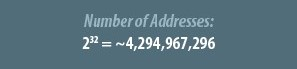 Number of Addresses:
2³² = ~4,294,967,296